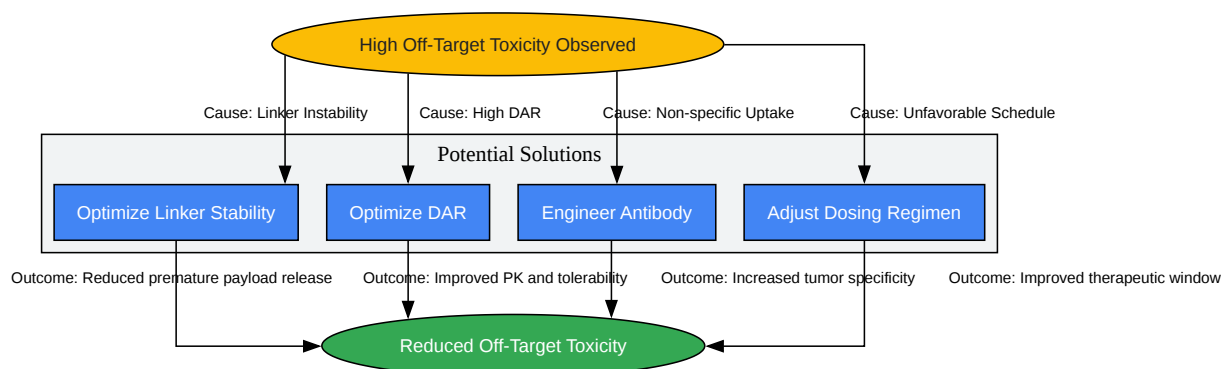 High Off-Target Toxicity Observed
Cause: Linker Instability
Cause: High DAR
Cause: Non-specific Uptake
Cause: Unfavorable Schedule
Potential Solutions
Optimize Linker Stability
Optimize DAR
Engineer Antibody
Adjust Dosing Regimen
Outcome: Reduced premature payload release
Outcome: Improved PK and tolerability
Outcome: Increased tumor specificity
Outcome: Improved therapeutic window
Reduced Off-Target Toxicity